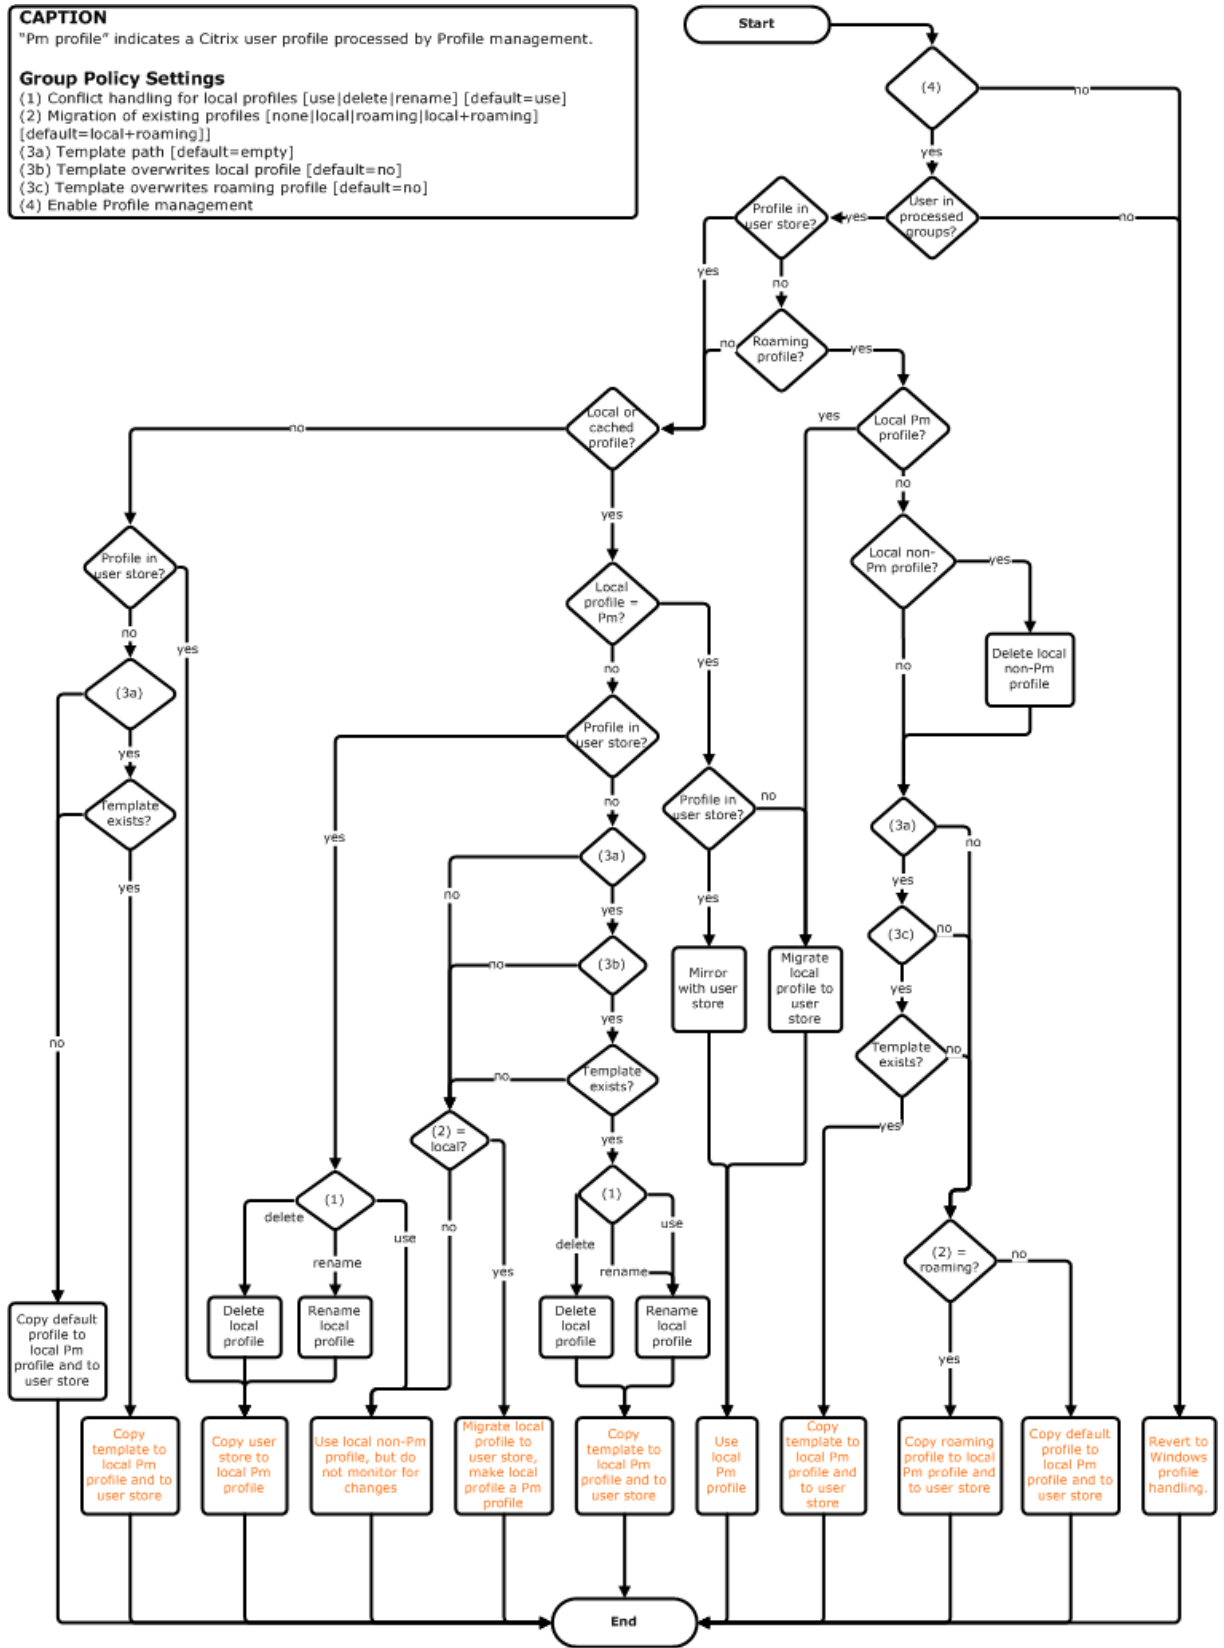 CAPTION
"Pm profile" indicates a Citrix user profile processed by Profile management.
Group Policy Settings
(1) Conflict handling for local profiles [use|delete|rename] [default=use]
(2) Migration of existing profiles [none|local|roaming|local+roaming]
[default=local+roaming]]
(3a) Template path [default=empty]
(3b) Template overwrites local profile [default=no]
(3c) Template overwrites roaming profile [default=no]
(4) Enable Profile management
Start
(4)
no
yes
Profile in
user store?
yes
User in
processed
groups?
no
yes
no
no
Roaming
profile?
yes
no
Local or
cached
profile?
yes
Local Pm
profile?
no
yes
Profile in
user store?
Local
profile =
Pm?
Local non-
Pm profile?
yes
no
yes
no
yes
no
Delete local
non-Pm
profile
(3a)
Profile in
user store?
yes
no
Template
exists?
Profile in
user store?
no
yes
(3a)
(3a)
no
yes
no
yes
yes
yes
no
(3b)
(3c)
no
Mirror
with user
store
Migrate
local
profile to
user
store
yes
yes
no
no
Template
exists?
Template
exists?
no
(2) =
local?
yes
yes
(1)
delete
use
no
(1)
delete
use
rename
yes
rename
(2) =
roaming?
no
Copy default
profile to
local Pm
profile and to
user store
Delete
local
profile
Rename
local
profile
Delete
local
profile
Rename
local
profile
yes
Copy
template to
local Pm
profile and to
user store
Copy user
store to
local Pm
profile
Use local non-Pm
profile, but do
not monitor for
changes
Migrate local
profile to
user store,
make local
profile a Pm
profile
Copy
template to
local Pm
profile and to
user store
Use
local
Pm
profile
Copy
template to
local Pm
profile and
to user
store
Copy roaming
profile to local
Pm profile and
to user store
Copy default
profile to
local Pm
profile and to
user store
Revert to
Windows
profile
handling.
End